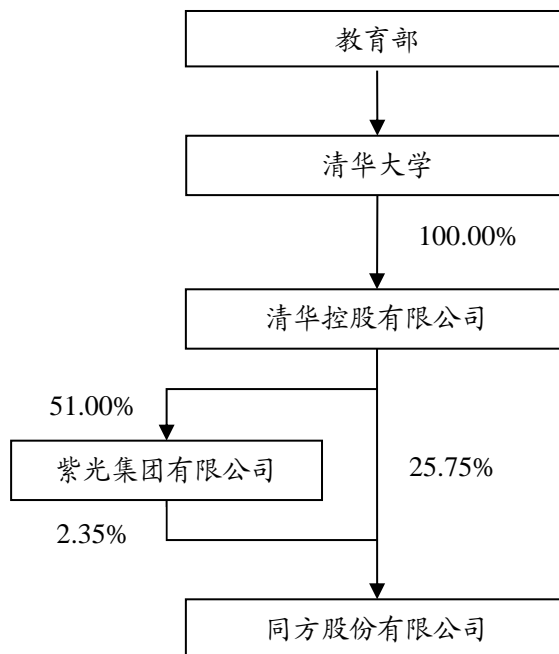 教育部
清华大学
100.00%
清华控股有限公司
51.00%
紫光集团有限公司
25.75%
2.35%
同方股份有限公司